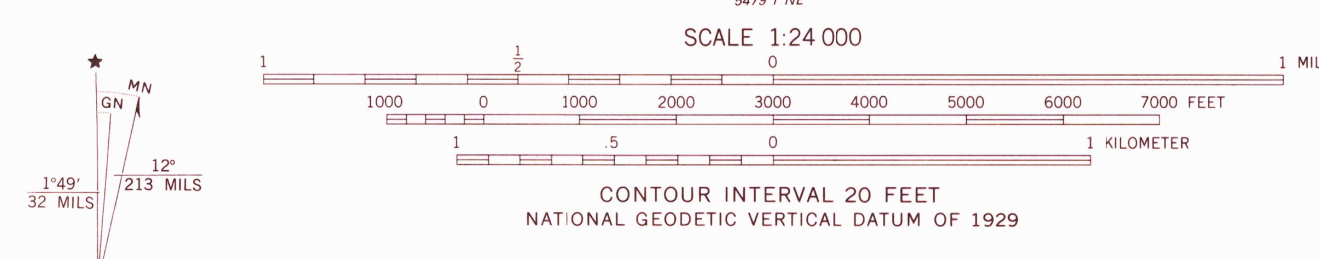 5479 I NE
SCALE 1:24 000
1 1/2 0 1 MIL
1000 0 1000 2000 3000 4000 5000 6000 7000 FEET
1 .5 0 1 KILOMETER
CONTOUR INTERVAL 20 FEET
NATIONAL GEODETIC VERTICAL DATUM OF 1929
★
MN
GN
12°
213 MILS
1°49′
32 MILS